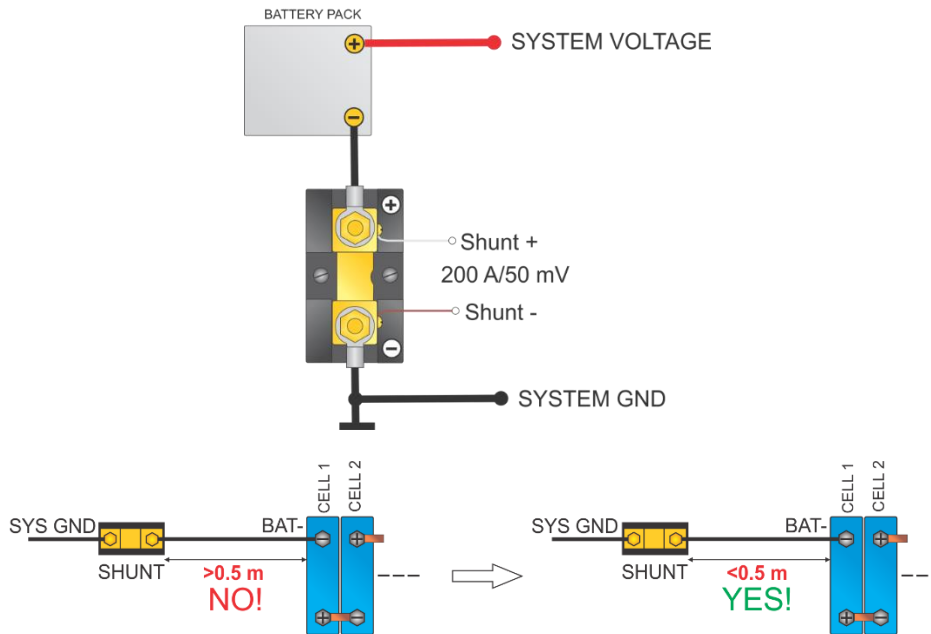 BATTERY PACK
+
SYSTEM VOLTAGE
−
+
Shunt +
200 A/50 mV
Shunt -
−
SYSTEM GND
CELL 1
CELL 2
SYS GND
BAT-
SHUNT
>0.5 m
NO!
CELL 1
CELL 2
SYS GND
BAT-
SHUNT
<0.5 m
YES!